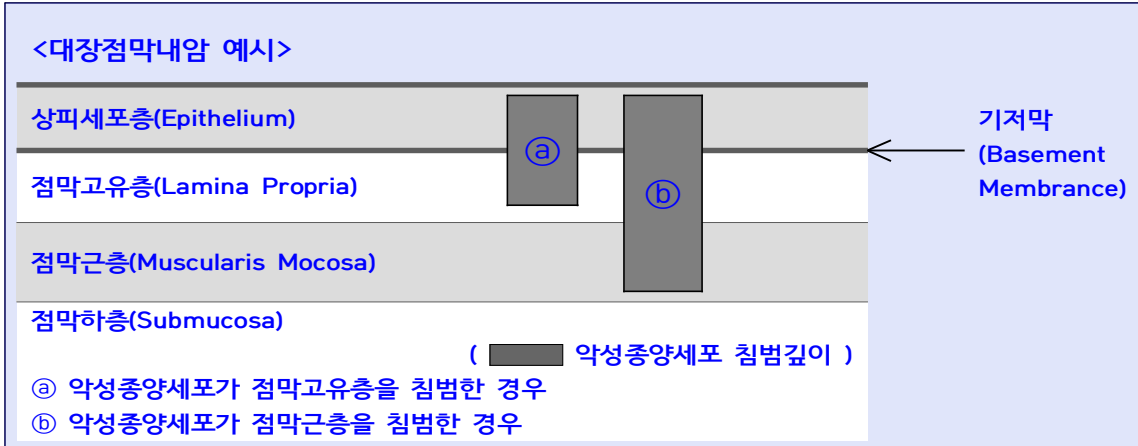 <대장점막내암 예시>
상피세포층(Epithelium)
ⓐ
기저막
(Basement
Membrance)
점막고유층(Lamina Propria)
ⓑ
점막근층(Muscularis Mocosa)
점막하층(Submucosa)
( 악성종양세포 침범깊이 )
ⓐ 악성종양세포가 점막고유층을 침범한 경우
ⓑ 악성종양세포가 점막근층을 침범한 경우